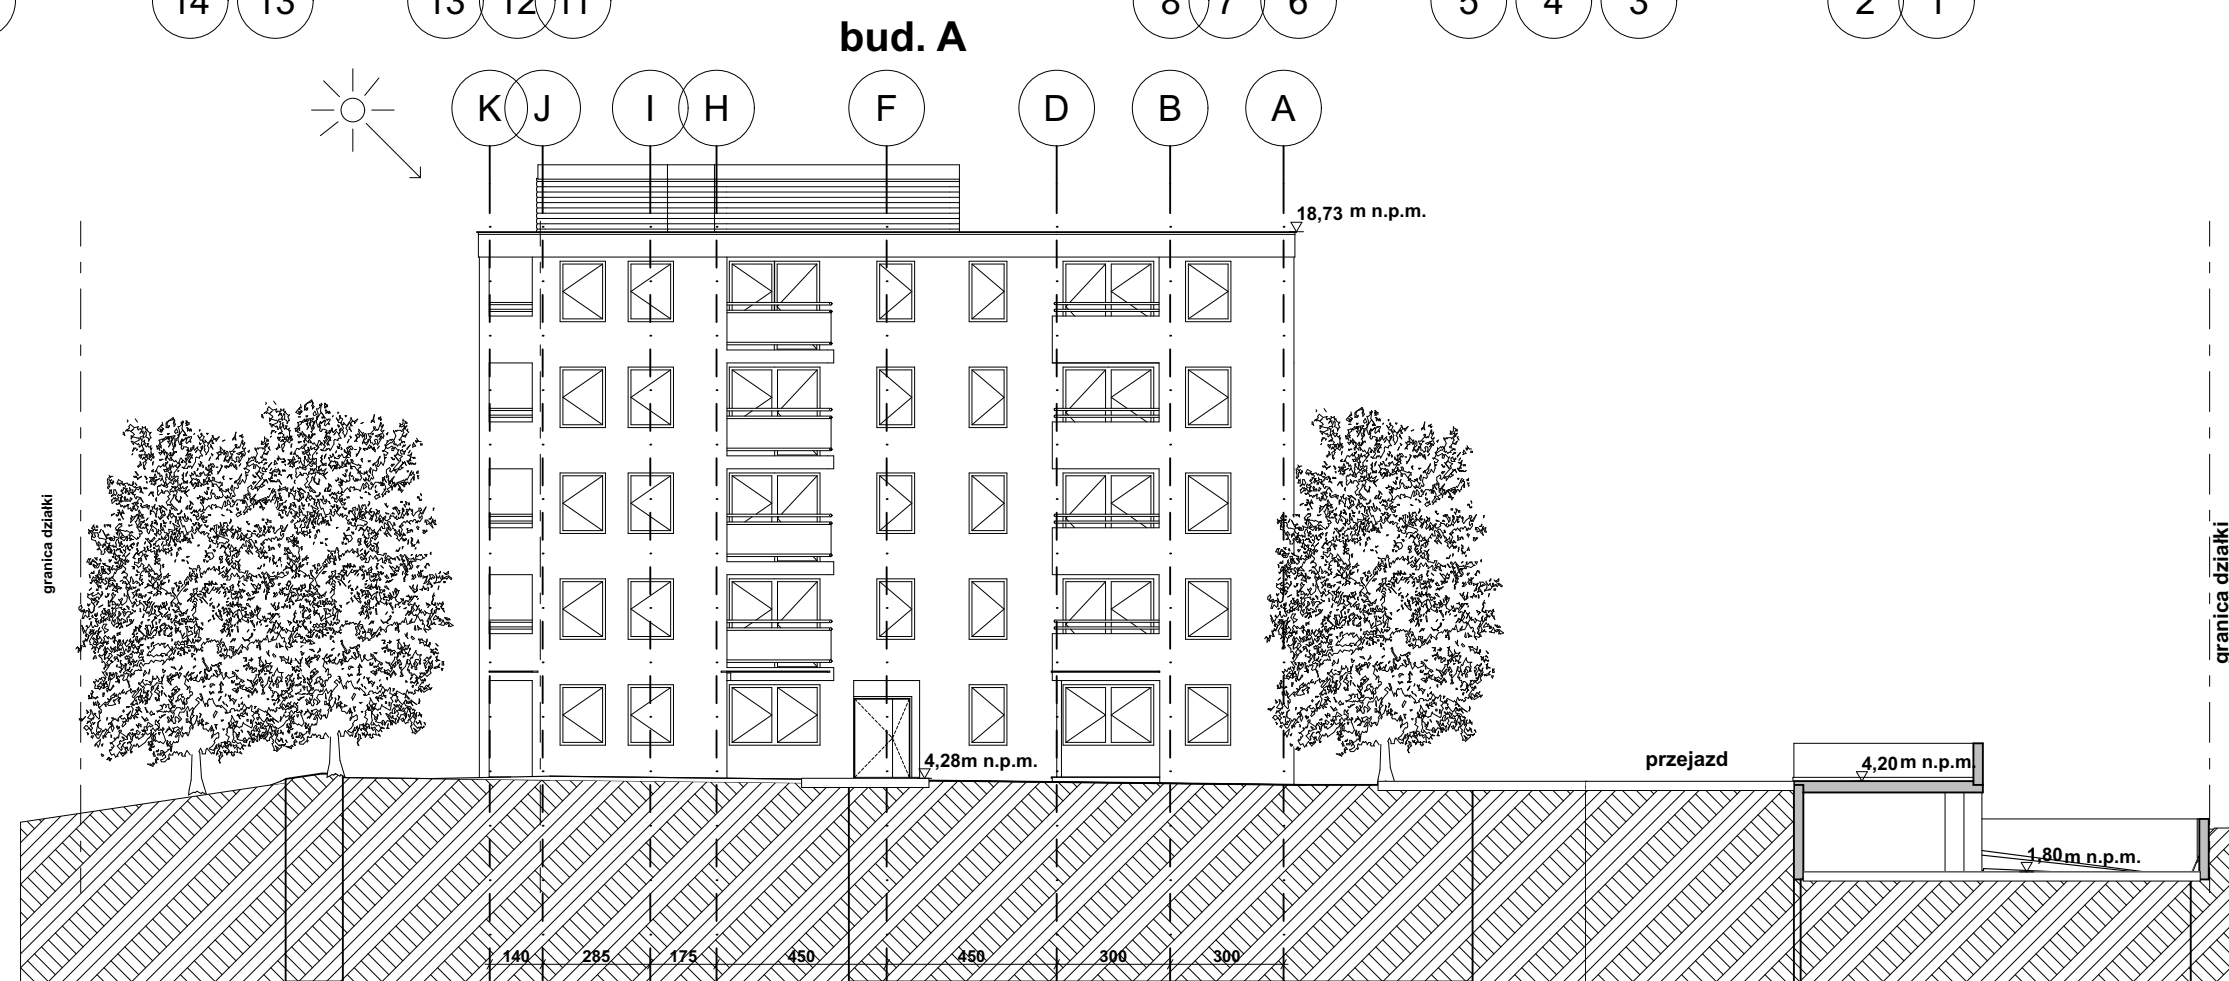 14 13 13 12 11 8 7 6 5 4 3 2 1
bud. A
K J I H F D B A
18,73 m n.p.m.
granica działki
granica działki
przejazd
4,28m n.p.m.
4,20m n.p.m.
1,80m n.p.m.
140 285 175 450 450 300 300